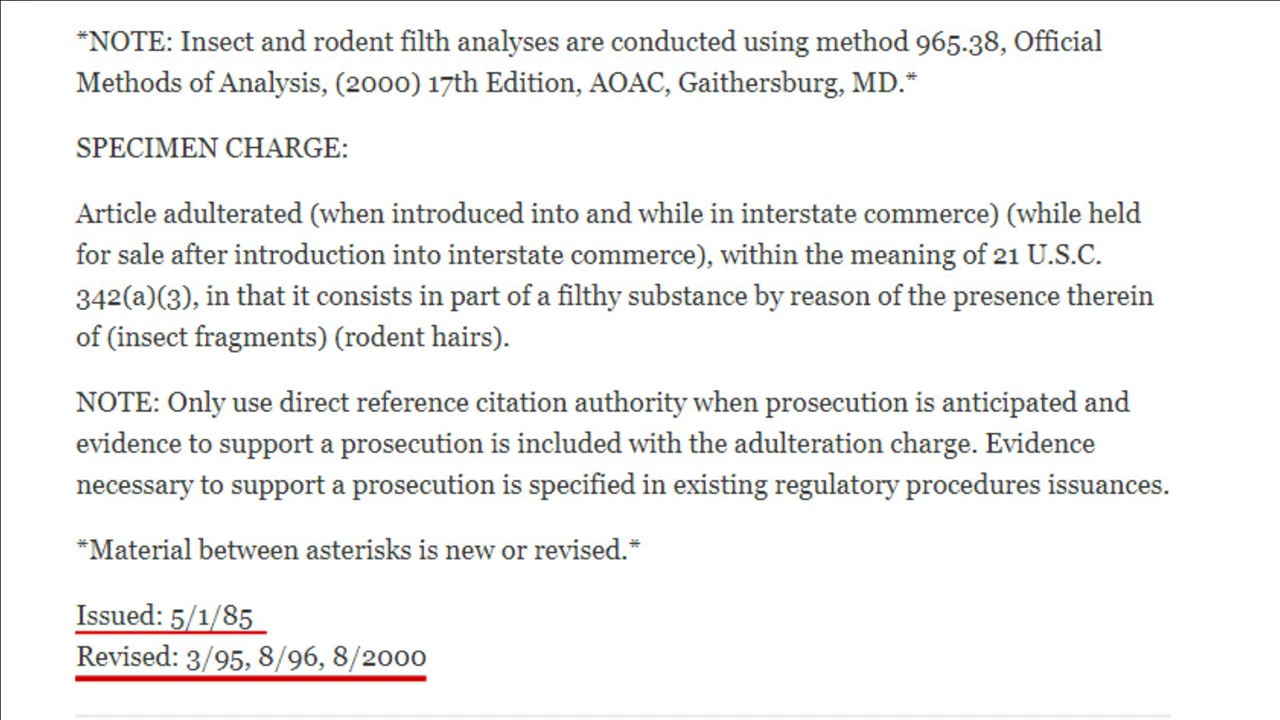 *NOTE: Insect and rodent filth analyses are conducted using method 965.38, Official
Methods of Analysis, (2000) 17th Edition, AOAC, Gaithersburg, MD.*
SPECIMEN CHARGE:
Article adulterated (when introduced into and while in interstate commerce) (while held
for sale after introduction into interstate commerce), within the meaning of 21 U.S.C.
342(a)(3), in that it consists in part of a filthy substance by reason of the presence therein
of (insect fragments) (rodent hairs).
NOTE: Only use direct reference citation authority when prosecution is anticipated and
evidence to support a prosecution is included with the adulteration charge. Evidence
necessary to support a prosecution is specified in existing regulatory procedures issuances.
*Material between asterisks is new or revised.*
Issued: 5/1/85
Revised: 3/95, 8/96, 8/2000